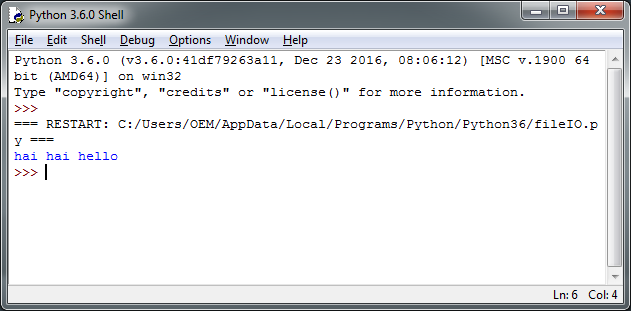 Python 3.6.0 Shell
File Edit Shell Debug Options Window Help
Python 3.6.0 (v3.6.0:41df79263a11, Dec 23 2016, 08:06:12) [MSC v.1900 64
bit (AMD64)] on win32
Type "copyright", "credits" or "license()" for more information.
>>>
=== RESTART: C:/Users/OEM/AppData/Local/Programs/Python/Python36/fileIO.p
y ===
hai hai hello
>>>
Ln: 6 Col: 4